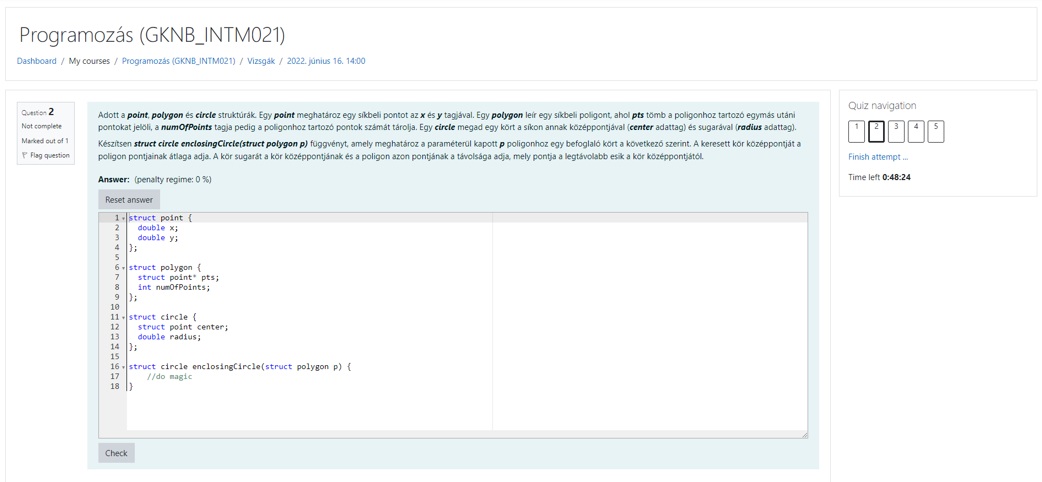 Programozás (GKNB_INTM021)
Dashboard / My courses / Programozás (GKNB_INTM021) / Vizsgák / 2022. június 16. 14:00
Question 2
Not complete
Marked out of 1
Flag question
Adott a point, polygon és circle struktúrák. Egy point meghatároz egy síkbeli pontot az x és y tagjával. Egy polygon leír egy síkbeli poligont, ahol pts tömb a poligonhoz tartozó egymás utáni
pontokat jelöli, a numOfPoints tagja pedig a poligonhoz tartozó pontok számát tárolja. Egy circle megad egy kört a síkon annak középpontjával (center adattag) és sugarával (radius adattag).
Készítsen struct circle enclosingCircle(struct polygon p) függvényt, amely meghatároz a paraméterül kapott p poligonhoz egy befoglaló kört a következő szerint. A keresett kör középpontját a
poligon pontjainak átlaga adja. A kör sugarát a kör középpontjának és a poligon azon pontjának a távolsága adja, mely pontja a legtávolabb esik a kör középpontjától.
Answer: (penalty regime: 0 %)
Reset answer
1 struct point {
2 double x;
3 double y;
4 };
5
6 struct polygon {
7 struct point* pts;
8 int numOfPoints;
9 };
10
11 struct circle {
12 struct point center;
13 double radius;
14 };
15
16 struct circle enclosingCircle(struct polygon p) {
17 //do magic
18 }
Check
Quiz navigation
1 2 3 4 5
Finish attempt ...
Time left 0:48:24